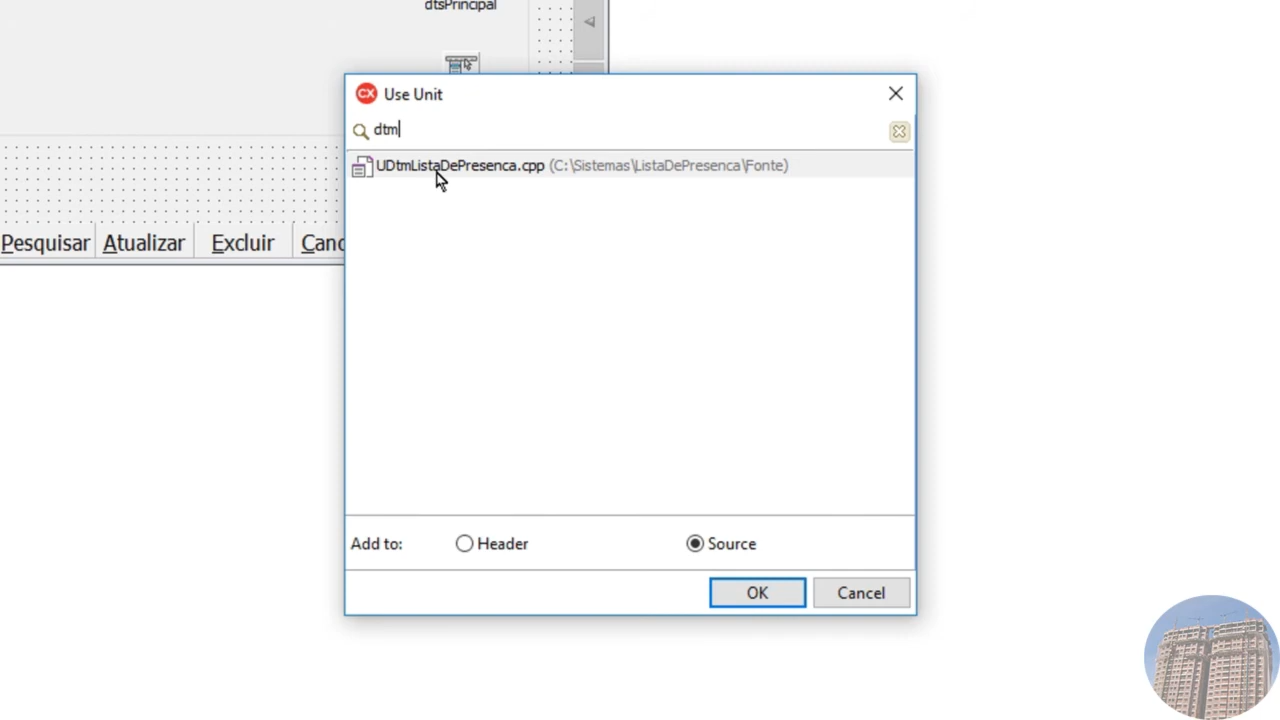 dtsPrincipal
CX Use Unit
dtm
UDtmListaDePresenca.cpp (C:\Sistemas\ListaDePresenca\Fonte)
Pesquisar Atualizar Excluir Canc
Add to: Header Source
OK Cancel